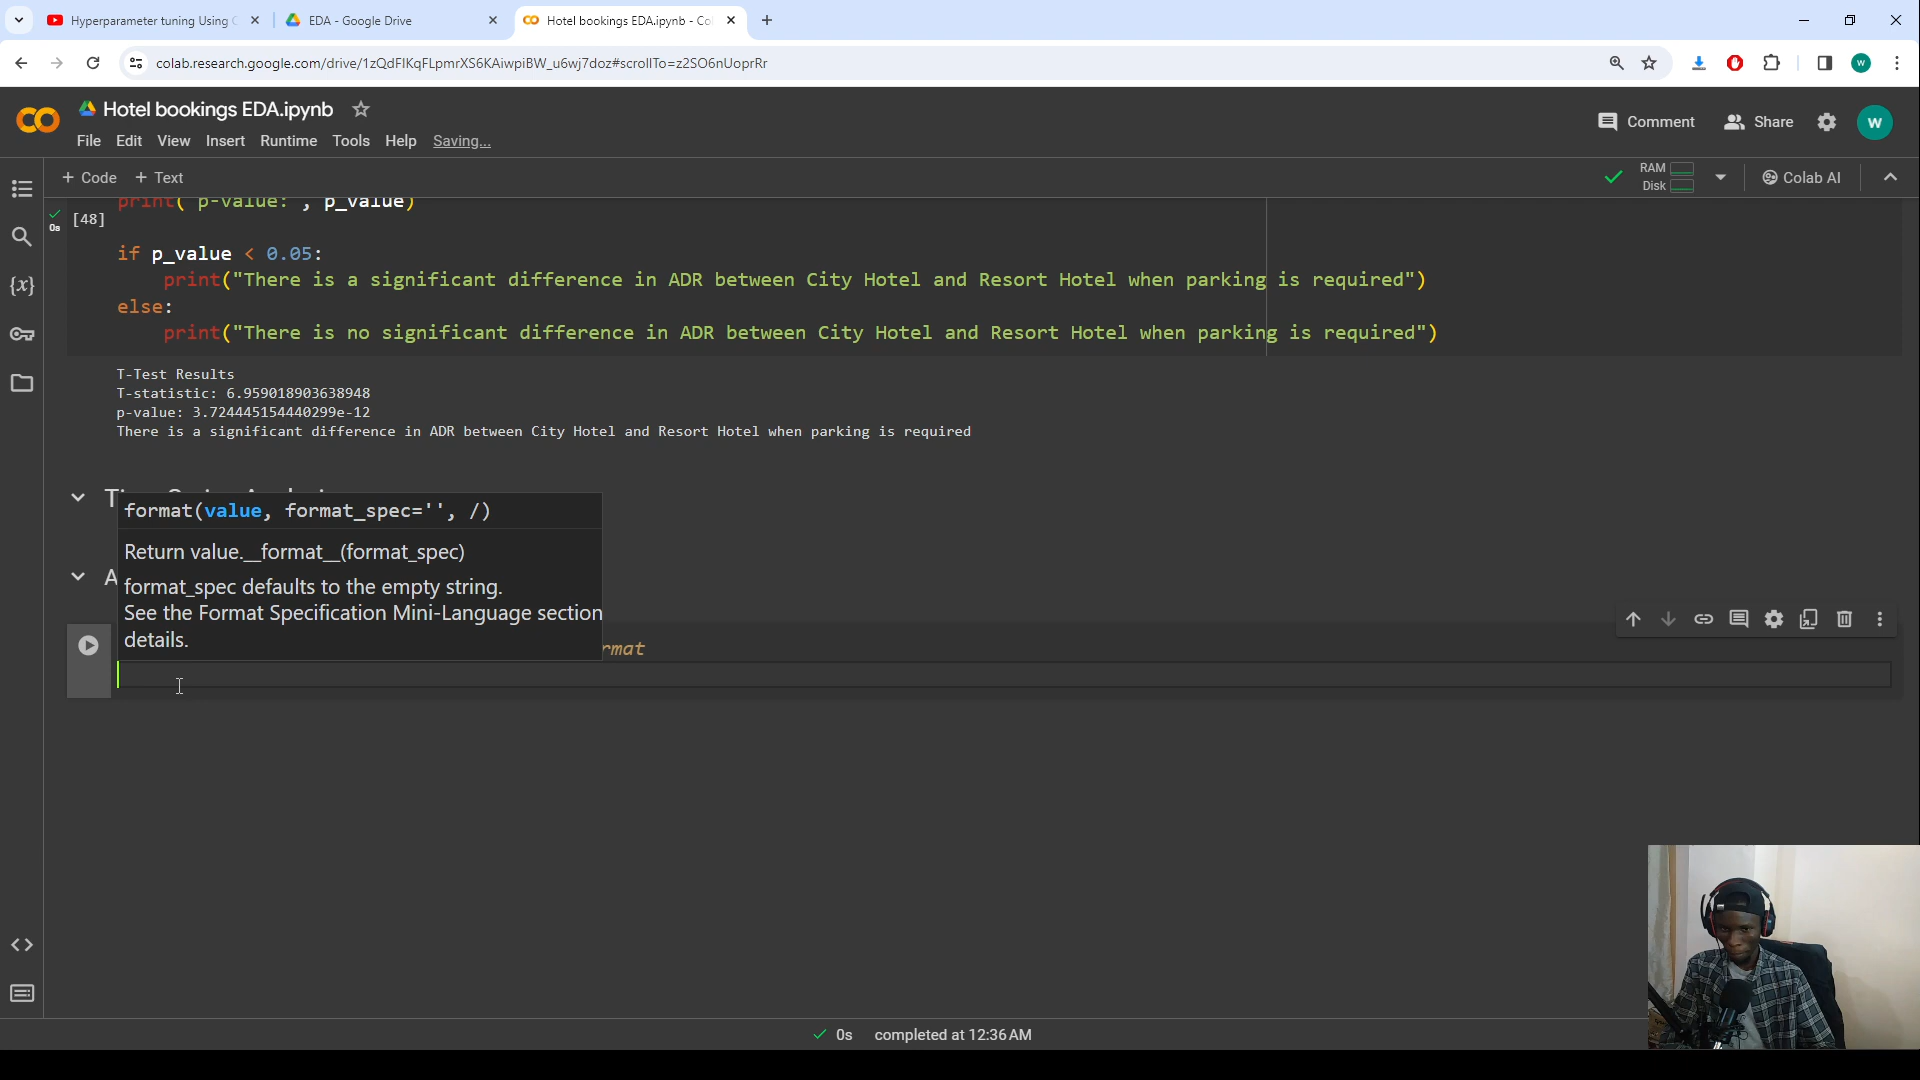 Hyperparameter tuning Using
EDA - Google Drive
Hotel bookings EDA.ipynb - Co
colab.research.google.com/drive/1zQdFIKqFLpmrXS6KAiwpiBW_u6wj7doz#scrollTo=z2SO6nUoprRr
W
Hotel bookings EDA.ipynb
File Edit View Insert Runtime Tools Help Saving...
Comment Share W
+ Code + Text
RAM
Disk
Colab AI
print("p-value:", p_value)
0s [48]
if p_value < 0.05:
print("There is a significant difference in ADR between City Hotel and Resort Hotel when parking is required")
else:
print("There is no significant difference in ADR between City Hotel and Resort Hotel when parking is required")
T-Test Results
T-statistic: 6.959018903638948
p-value: 3.724445154440299e-12
There is a significant difference in ADR between City Hotel and Resort Hotel when parking is required
format(value, format_spec='', /)
Return value.__format__(format_spec)
format_spec defaults to the empty string.
See the Format Specification Mini-Language section
details.
A
rmat
{x}
0s completed at 12:36 AM